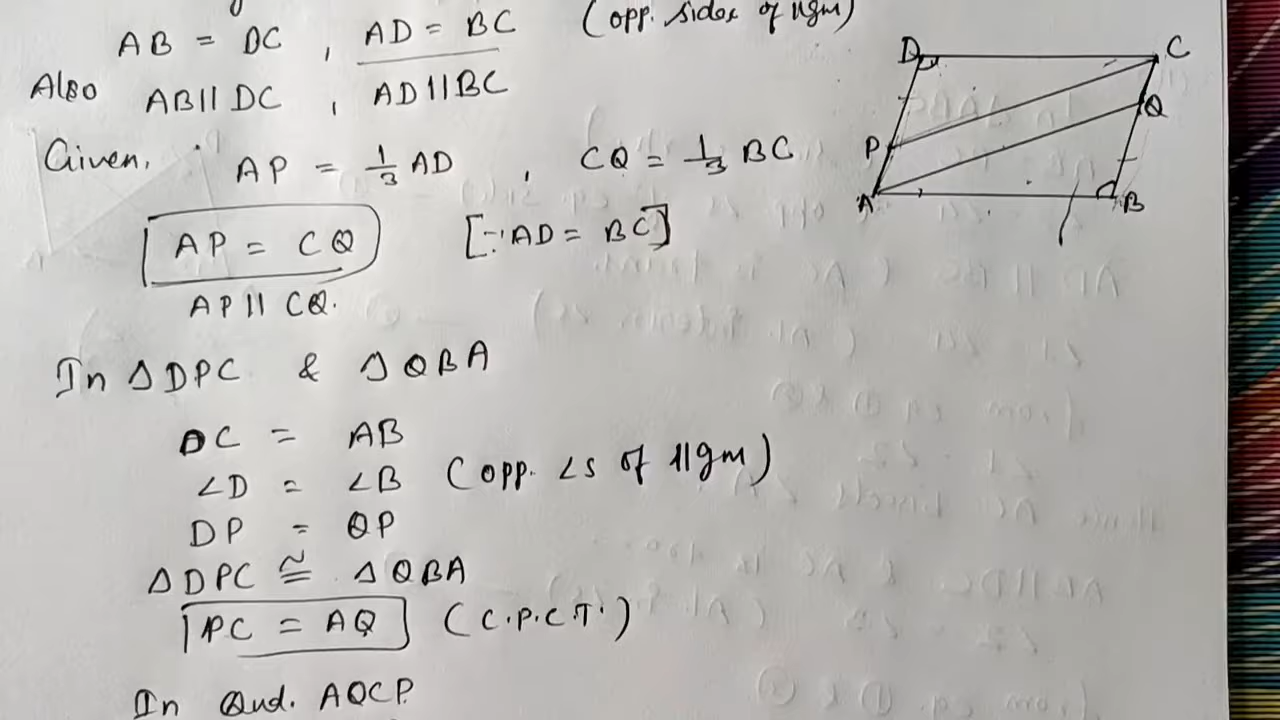 AB = DC , AD = BC (opp. sides of ||gm)
Also AB || DC , AD || BC
Given, AP = 1/3 AD , CQ = 1/3 BC
AP = CQ [∵ AD = BC]
AP || CQ.
In ΔDPC & ΔQBA
DC = AB
∠D = ∠B (opp. ∠s of ||gm)
DP = QP
ΔDPC ≅ ΔQBA
PC = AQ (C.P.C.T.)
In Qud. AQCP.
D
C
Q
P
A
B